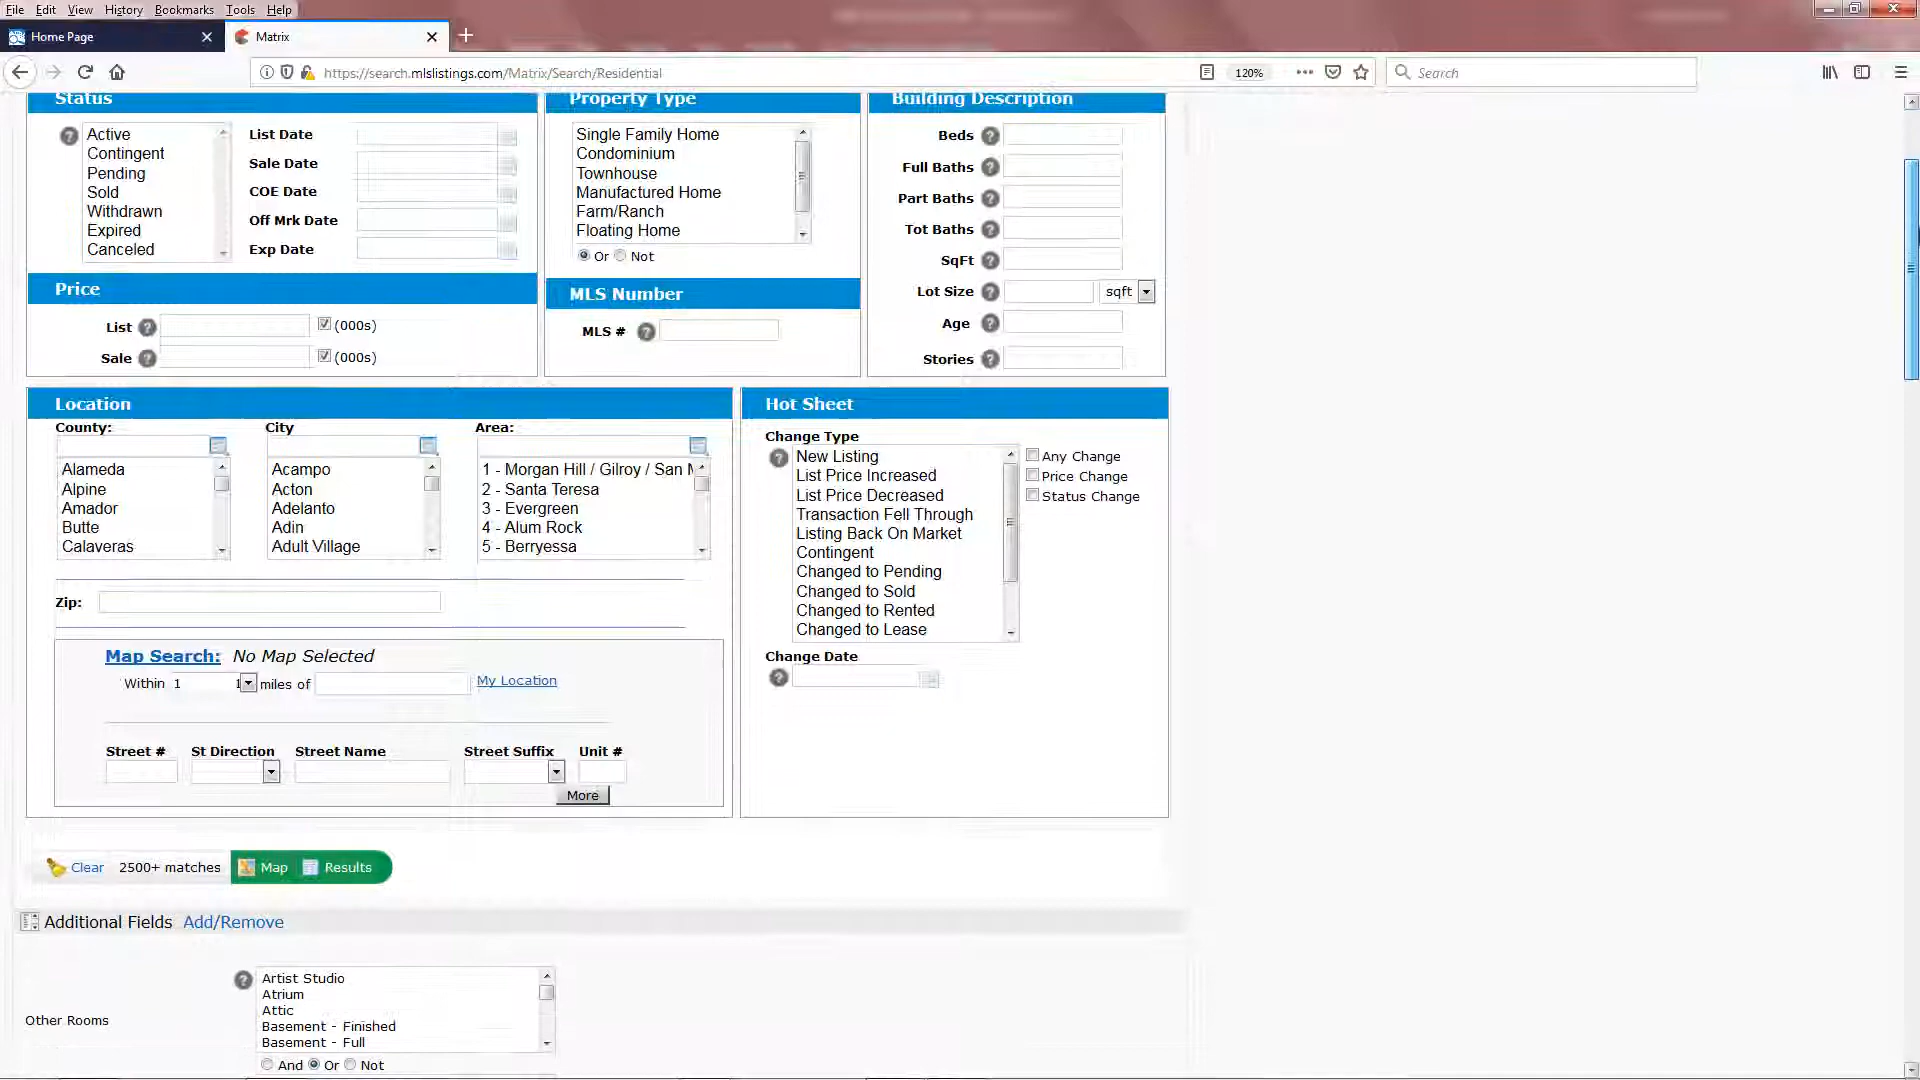 File Edit View History Bookmarks Tools Help
Home Page
Matrix
https://search.mlslistings.com/Matrix/Search/Residential
120%
Search
Status
Active
Contingent
Pending
Sold
Withdrawn
Expired
Canceled
List Date
Sale Date
COE Date
Off Mrk Date
Exp Date
Price
List
(000s)
Sale
(000s)
Property Type
Single Family Home
Condominium
Townhouse
Manufactured Home
Farm/Ranch
Floating Home
Or Not
MLS Number
MLS #
Building Description
Beds
Full Baths
Part Baths
Tot Baths
SqFt
Lot Size
sqft
Age
Stories
Location
County:
Alameda
Alpine
Amador
Butte
Calaveras
City
Acampo
Acton
Adelanto
Adin
Adult Village
Area:
1 - Morgan Hill / Gilroy / San
2 - Santa Teresa
3 - Evergreen
4 - Alum Rock
5 - Berryessa
Zip:
Map Search: No Map Selected
Within 1 miles of
My Location
Street # St Direction Street Name Street Suffix Unit #
More
Hot Sheet
Change Type
New Listing
List Price Increased
List Price Decreased
Transaction Fell Through
Listing Back On Market
Contingent
Changed to Pending
Changed to Sold
Changed to Rented
Changed to Lease
Any Change
Price Change
Status Change
Change Date
Clear 2500+ matches Map Results
Additional Fields Add/Remove
Other Rooms
Artist Studio
Atrium
Attic
Basement - Finished
Basement - Full
And Or Not